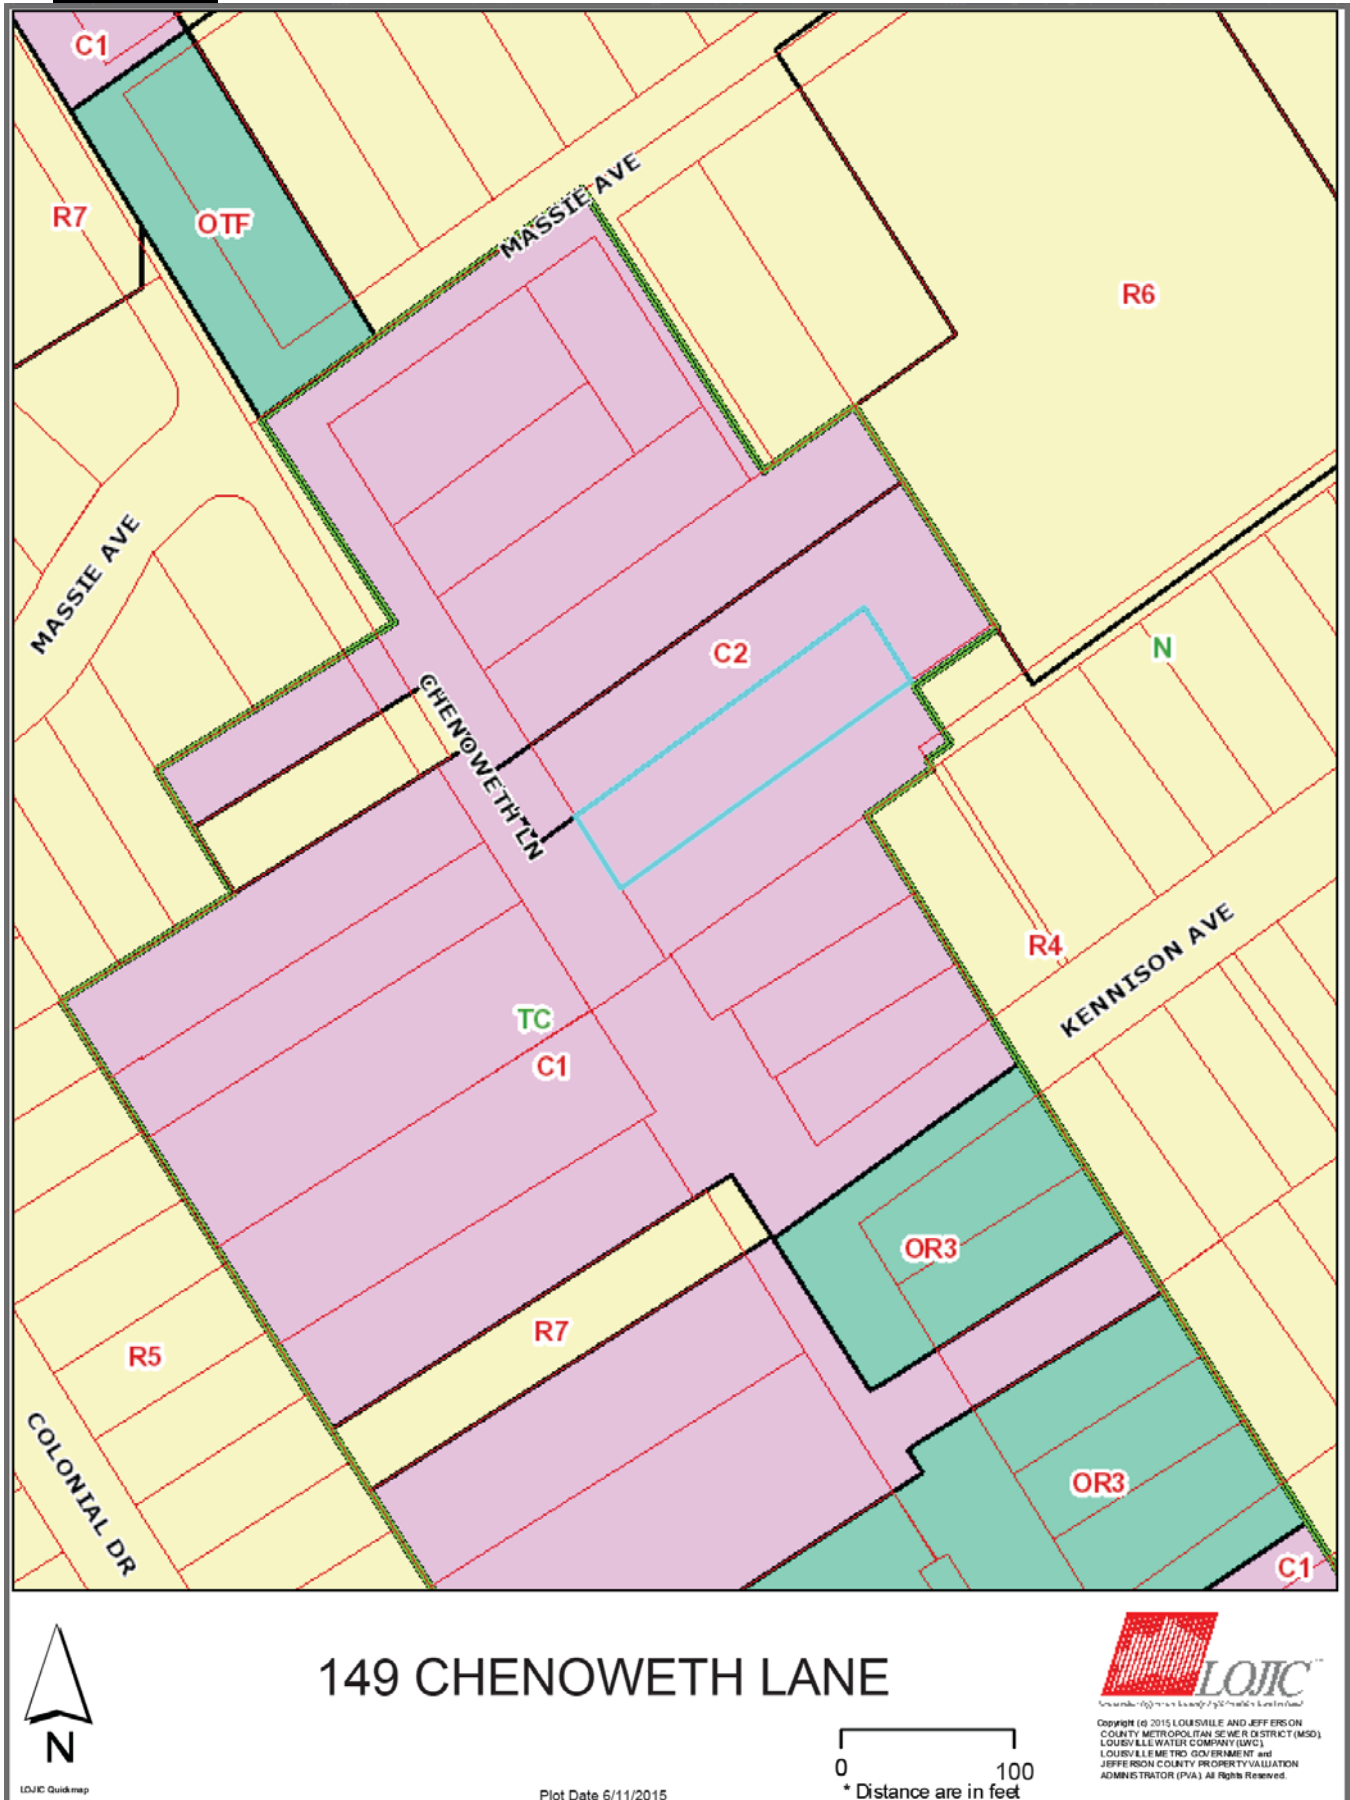 C1
R7
OTF
MASSIE AVE
R6
MASSIE AVE
C2
N
CHENOWETH LN
R4
KENNISON AVE
TC
C1
OR3
R7
R5
COLONIAL DR
OR3
C1
N
LOJIC Quickmap
149 CHENOWETH LANE
Plot Date 6/11/2015
0 100
* Distance are in feet
LOJIC
Copyright (c) 2015 LOUISVILLE AND JEFFERSON
COUNTY METROPOLITAN SEWER DISTRICT (MSD),
LOUISVILLE WATER COMPANY (LWC),
LOUISVILLE METRO GOVERNMENT and
JEFFERSON COUNTY PROPERTY VALUATION
ADMINISTRATOR (PVA). All Rights Reserved.